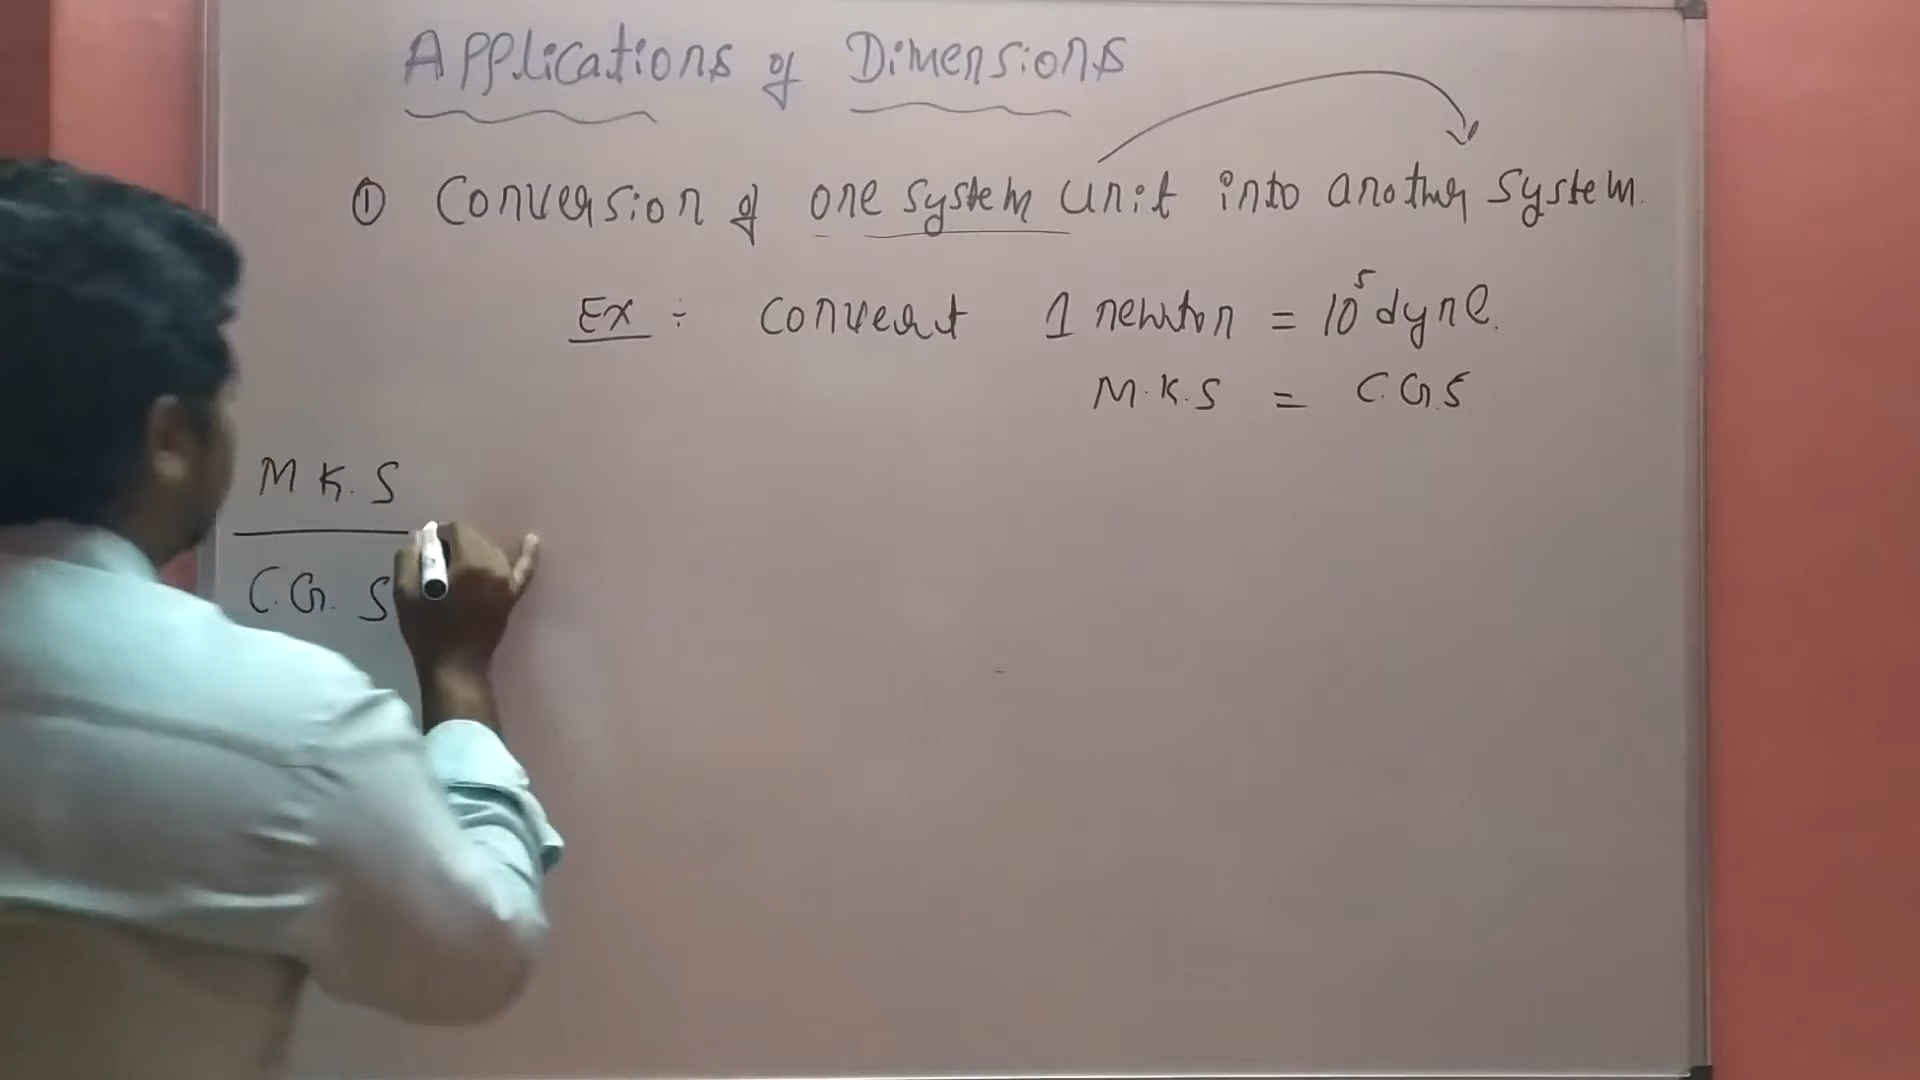 Applications of Dimensions
① Conversion of one system unit into another system.
Ex ÷ convert 1 newton = 10⁵ dyne.
M.K.S = C.G.S
M K. S
C.G. S